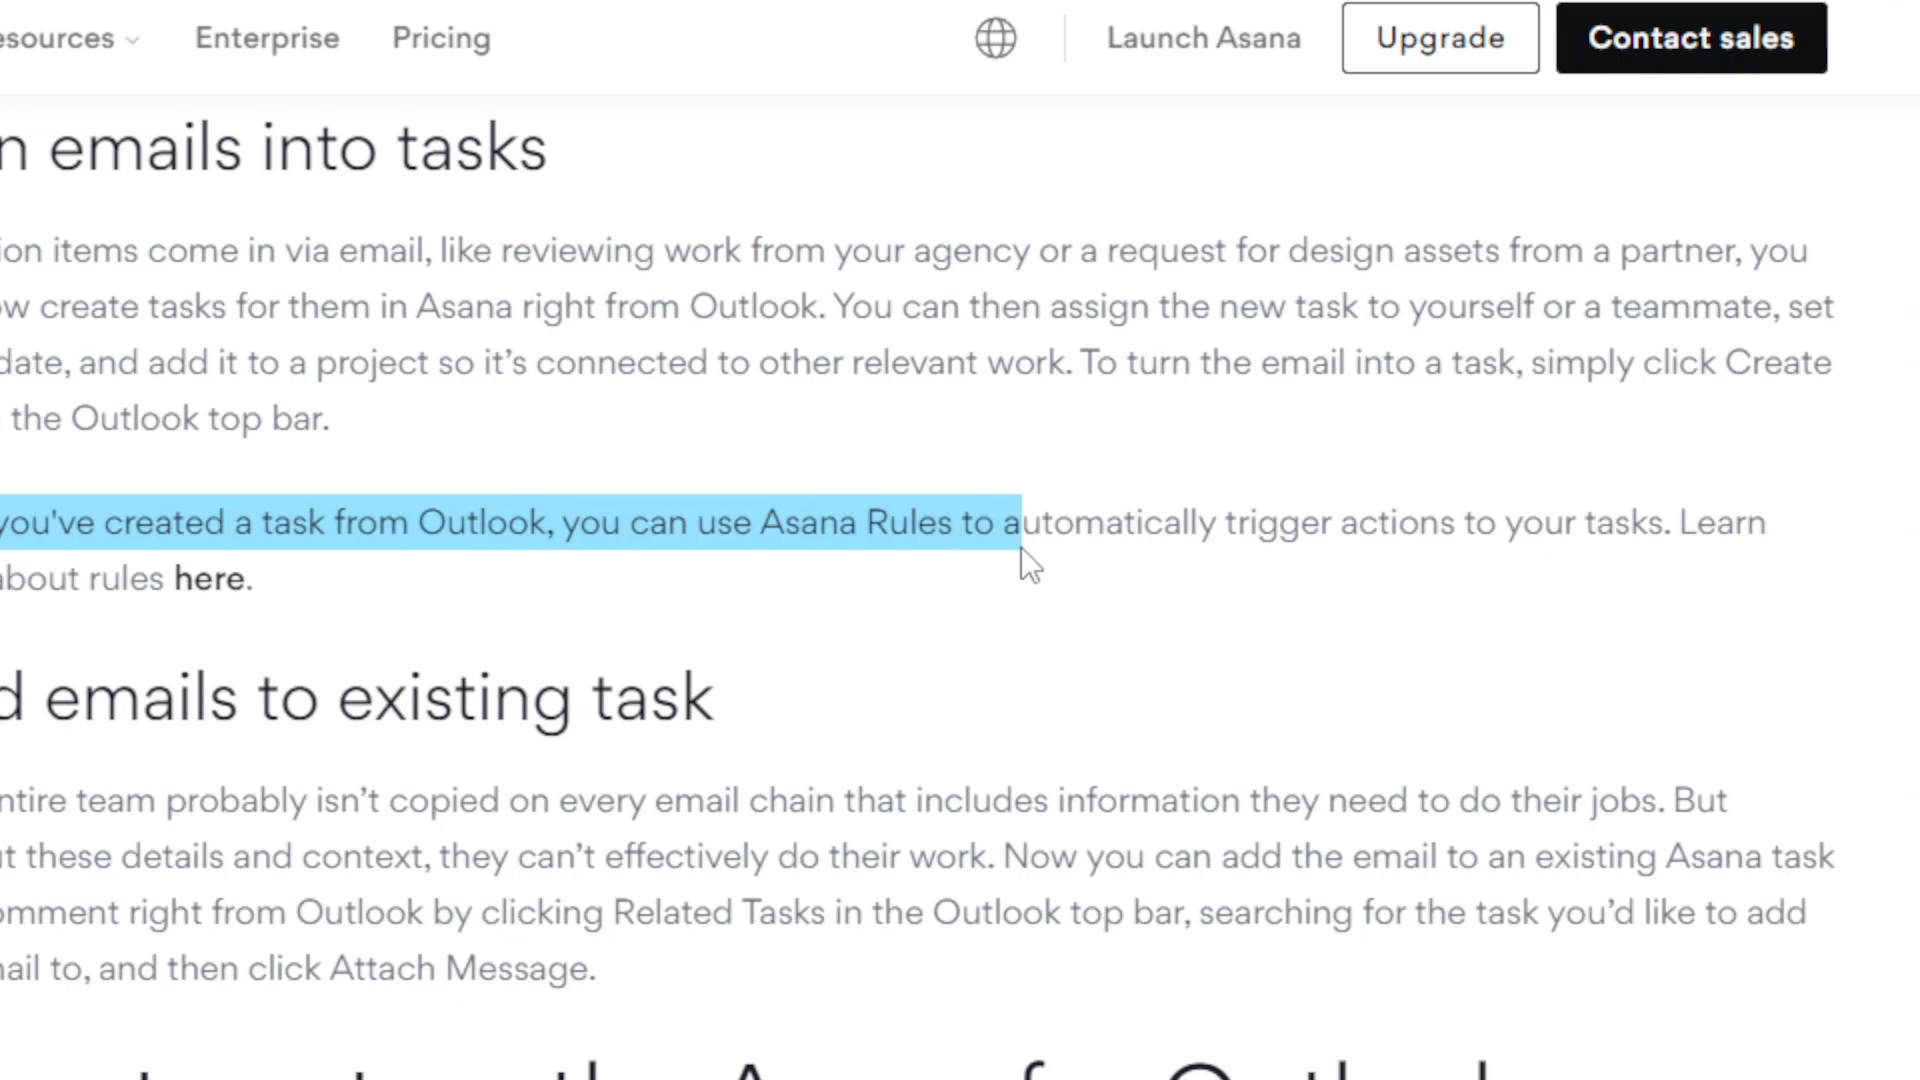 esources Enterprise Pricing Launch Asana Upgrade Contact sales
n emails into tasks
ion items come in via email, like reviewing work from your agency or a request for design assets from a partner, you
ow create tasks for them in Asana right from Outlook. You can then assign the new task to yourself or a teammate, set
date, and add it to a project so it’s connected to other relevant work. To turn the email into a task, simply click Create
the Outlook top bar.
you've created a task from Outlook, you can use Asana Rules to automatically trigger actions to your tasks. Learn
about rules here.
d emails to existing task
ntire team probably isn’t copied on every email chain that includes information they need to do their jobs. But
ut these details and context, they can’t effectively do their work. Now you can add the email to an existing Asana task
omment right from Outlook by clicking Related Tasks in the Outlook top bar, searching for the task you’d like to add
nail to, and then click Attach Message.